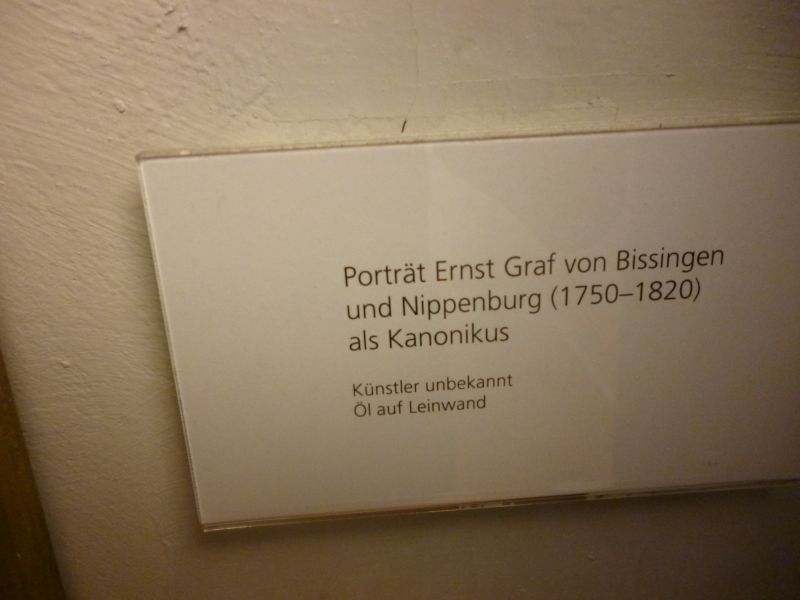 Porträt Ernst Graf von Bissingen
und Nippenburg (1750–1820)
als Kanonikus
Künstler unbekannt
Öl auf Leinwand